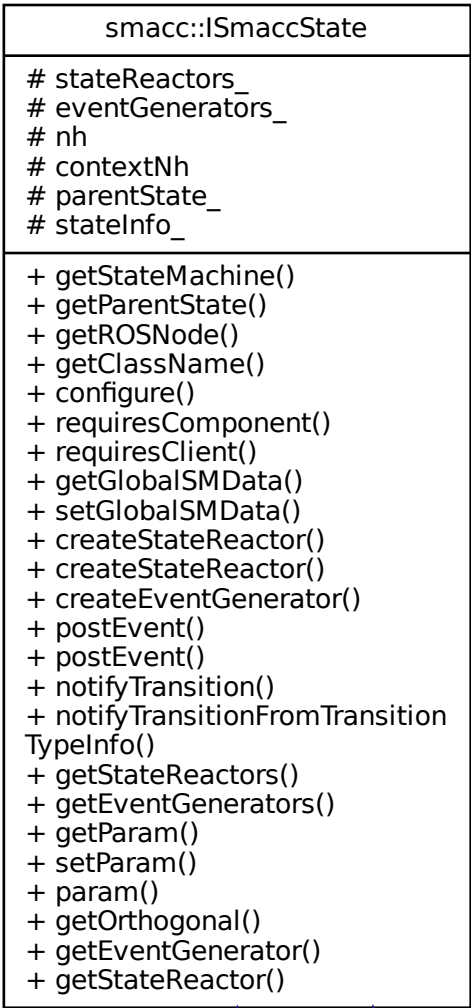 smacc::ISmaccState
# stateReactors_
# eventGenerators_
# nh
# contextNh
# parentState_
# stateInfo_
+ getStateMachine()
+ getParentState()
+ getROSNode()
+ getClassName()
+ configure()
+ requiresComponent()
+ requiresClient()
+ getGlobalSMData()
+ setGlobalSMData()
+ createStateReactor()
+ createStateReactor()
+ createEventGenerator()
+ postEvent()
+ postEvent()
+ notifyTransition()
+ notifyTransitionFromTransition
TypeInfo()
+ getStateReactors()
+ getEventGenerators()
+ getParam()
+ setParam()
+ param()
+ getOrthogonal()
+ getEventGenerator()
+ getStateReactor()